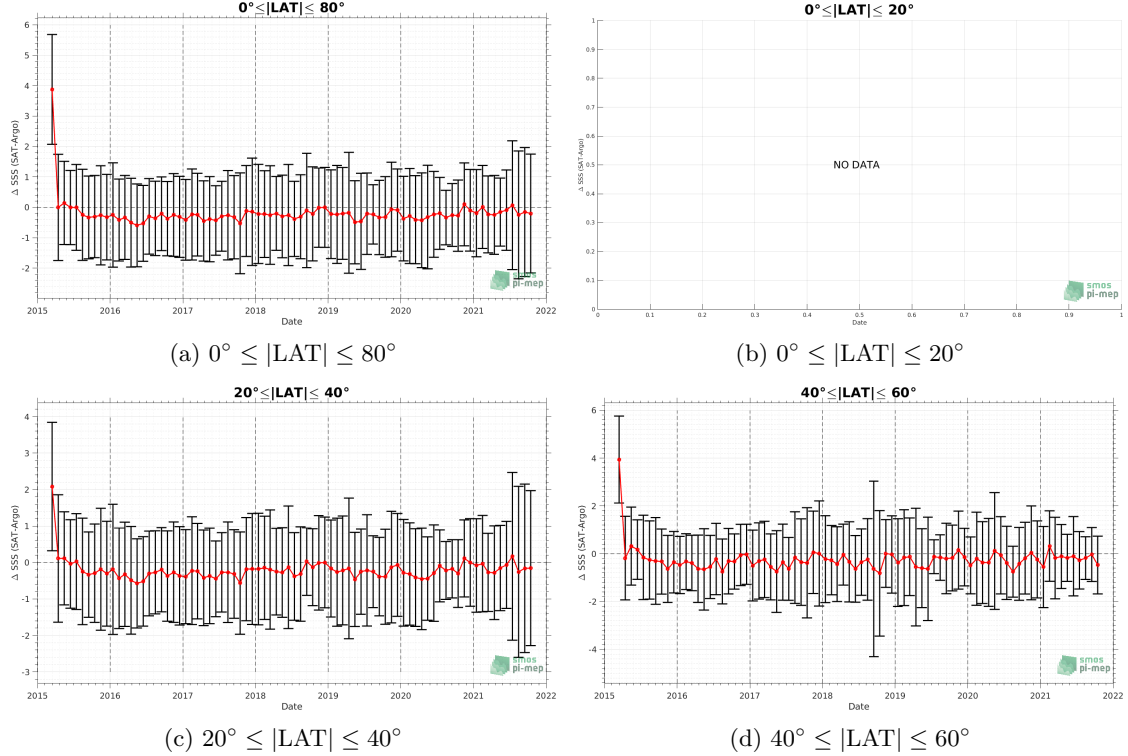 0°≤|LAT|≤ 80°
6
5
4
3
2
1
0
-1
-2
Δ SSS (SAT-Argo)
2015 2016 2017 2018 2019 2020 2021 2022
Date
smos
pi-mep
(a) 0° ≤ |LAT| ≤ 80°
0°≤|LAT|≤ 20°
1
0.9
0.8
0.7
0.6
0.5
0.4
0.3
0.2
0.1
0
Δ SSS (SAT-Argo)
NO DATA
0 0.1 0.2 0.3 0.4 0.5 0.6 0.7 0.8 0.9 1
Date
smos
pi-mep
(b) 0° ≤ |LAT| ≤ 20°
20°≤|LAT|≤ 40°
4
3
2
1
0
-1
-2
-3
Δ SSS (SAT-Argo)
2015 2016 2017 2018 2019 2020 2021 2022
Date
smos
pi-mep
(c) 20° ≤ |LAT| ≤ 40°
40°≤|LAT|≤ 60°
6
4
2
0
-2
-4
Δ SSS (SAT-Argo)
2015 2016 2017 2018 2019 2020 2021 2022
Date
smos
pi-mep
(d) 40° ≤ |LAT| ≤ 60°